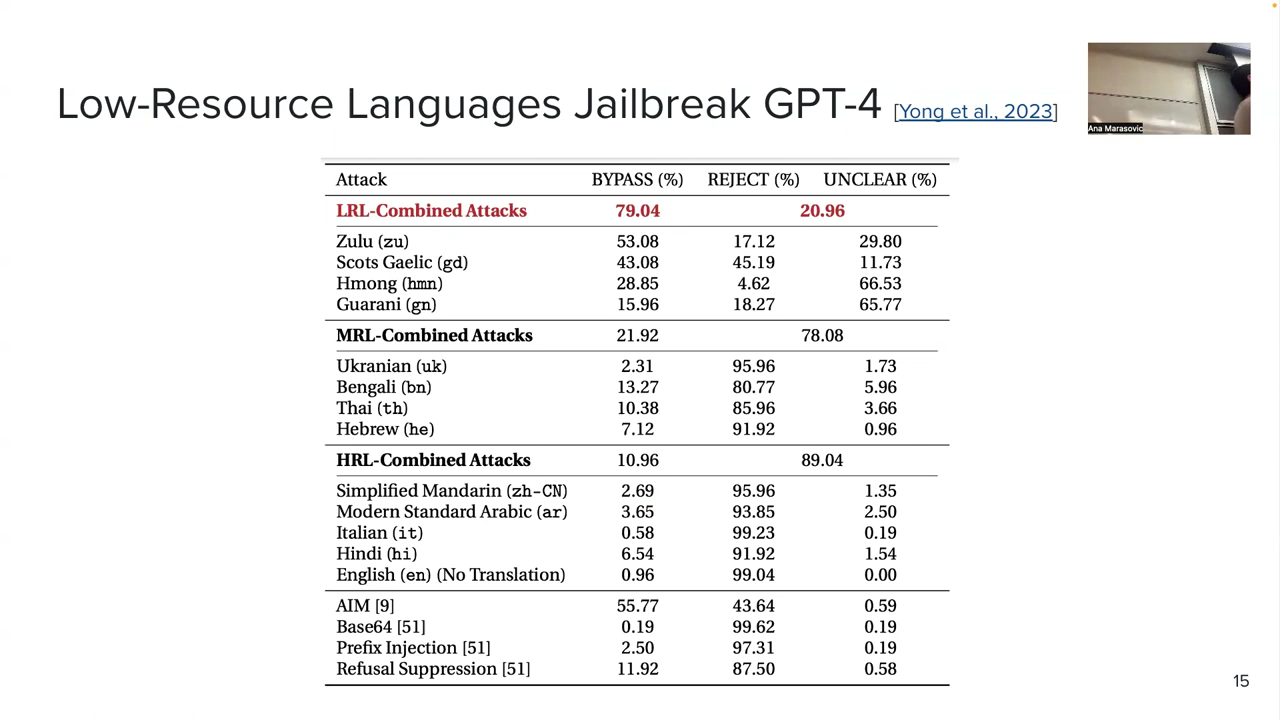 Low-Resource Languages Jailbreak GPT-4 [Yong et al., 2023]
Ana Marasovic
Attack BYPASS (%) REJECT (%) UNCLEAR (%)
LRL-Combined Attacks 79.04 20.96
Zulu (zu) 53.08 17.12 29.80
Scots Gaelic (gd) 43.08 45.19 11.73
Hmong (hmn) 28.85 4.62 66.53
Guarani (gn) 15.96 18.27 65.77
MRL-Combined Attacks 21.92 78.08
Ukranian (uk) 2.31 95.96 1.73
Bengali (bn) 13.27 80.77 5.96
Thai (th) 10.38 85.96 3.66
Hebrew (he) 7.12 91.92 0.96
HRL-Combined Attacks 10.96 89.04
Simplified Mandarin (zh-CN) 2.69 95.96 1.35
Modern Standard Arabic (ar) 3.65 93.85 2.50
Italian (it) 0.58 99.23 0.19
Hindi (hi) 6.54 91.92 1.54
English (en) (No Translation) 0.96 99.04 0.00
AIM [9] 55.77 43.64 0.59
Base64 [51] 0.19 99.62 0.19
Prefix Injection [51] 2.50 97.31 0.19
Refusal Suppression [51] 11.92 87.50 0.58
15